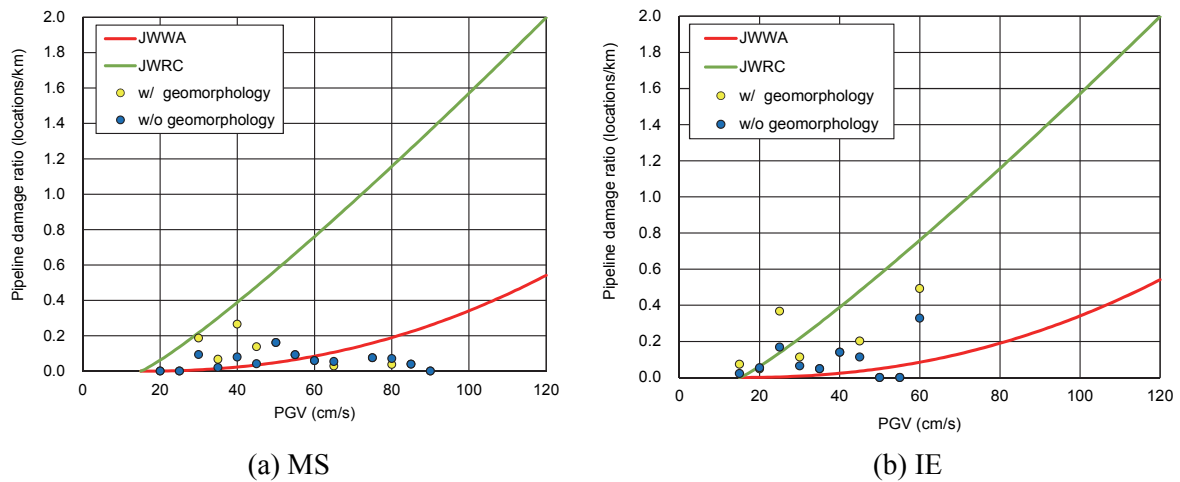 2.0
1.8
1.6
1.4
1.2
1.0
0.8
0.6
0.4
0.2
0.0
Pipeline damage ratio (locations/km)
JWWA
JWRC
w/ geomorphology
w/o geomorphology
0 20 40 60 80 100 120
PGV (cm/s)
(a) MS
2.0
1.8
1.6
1.4
1.2
1.0
0.8
0.6
0.4
0.2
0.0
Pipeline damage ratio (locations/km)
JWWA
JWRC
w/ geomorphology
w/o geomorphology
0 20 40 60 80 100 120
PGV (cm/s)
(b) IE